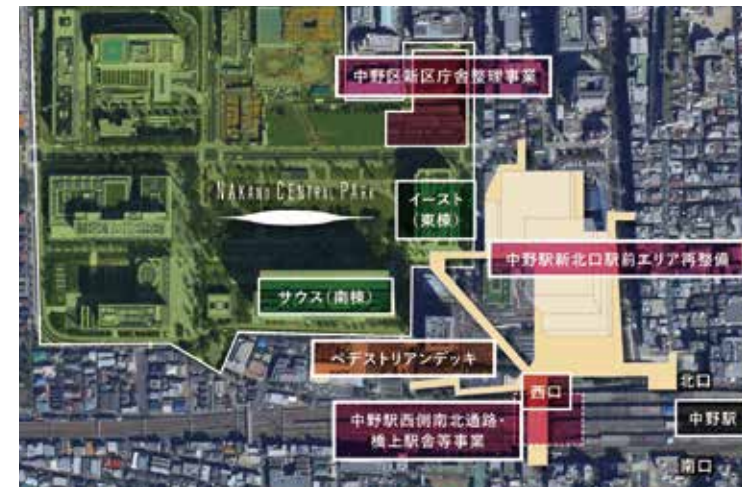 中野区新区庁舎整理事業
NAKANO CENTRAL PARK
イースト
(東棟)
中野駅新北口駅前エリア再整備
サウス(南棟)
ペデストリアンデッキ
西口
北口
中野駅西側南北通路・
橋上駅舎等事業
中野駅
南口